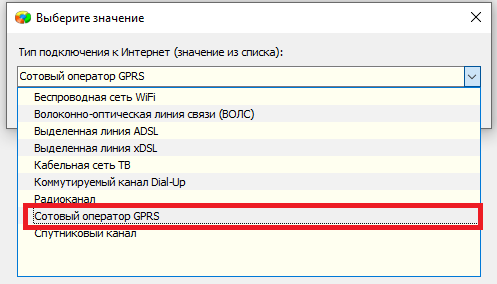 Выберите значение
Тип подключения к Интернет (значение из списка):
Сотовый оператор GPRS
Беспроводная сеть WiFi
Волоконно-оптическая линия связи (ВОЛС)
Выделенная линия ADSL
Выделенная линия xDSL
Кабельная сеть ТВ
Коммутируемый канал Dial-Up
Радиоканал
Сотовый оператор GPRS
Спутниковый канал